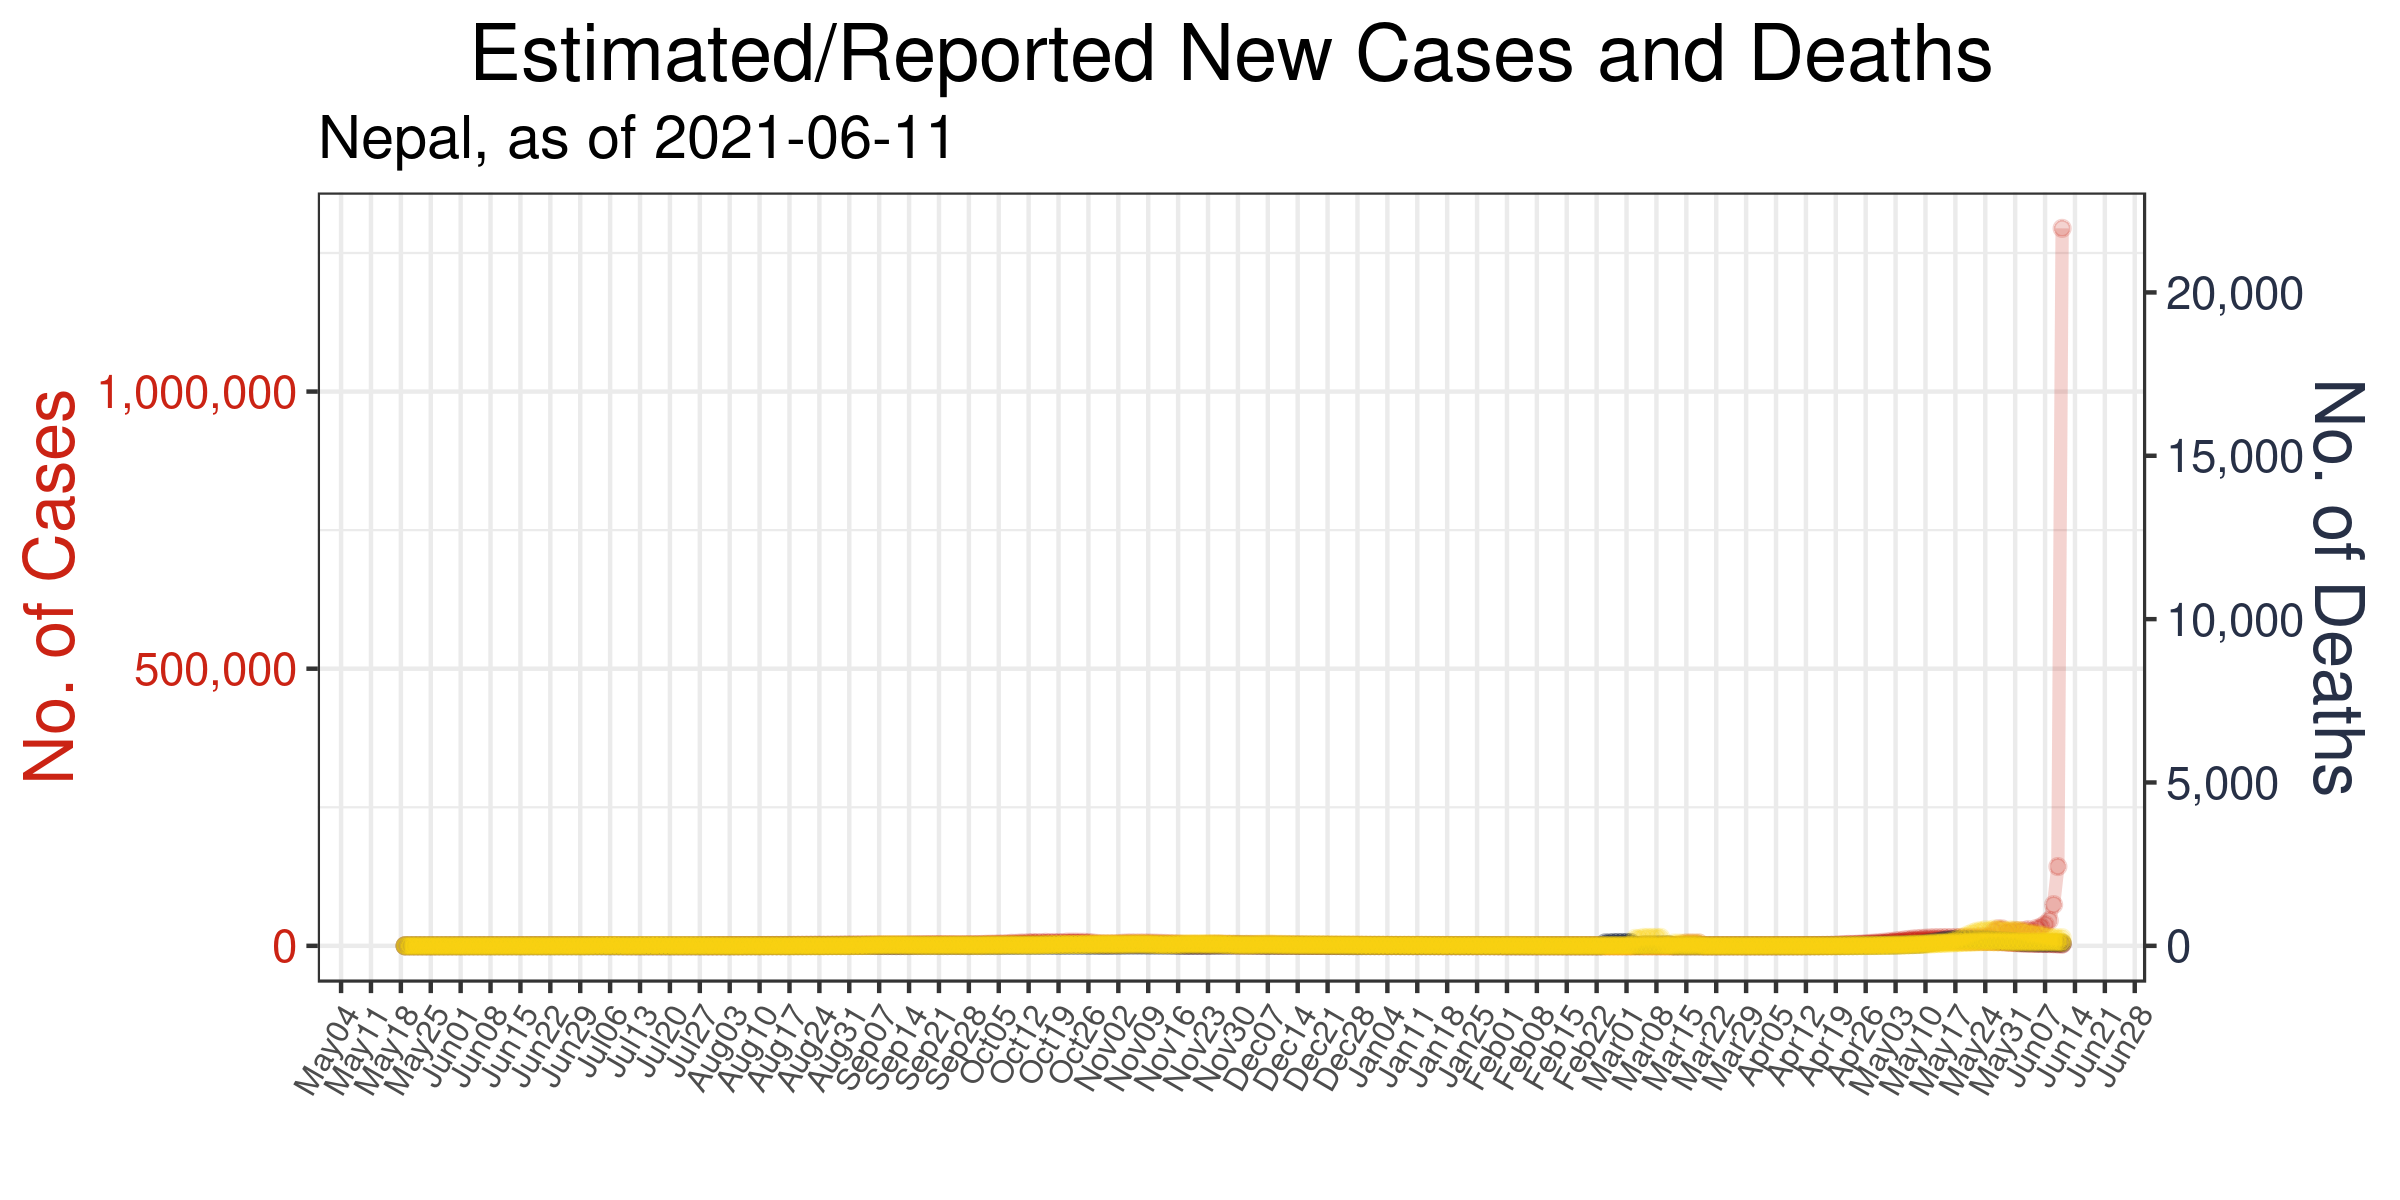 Estimated/Reported New Cases and Deaths
Nepal, as of 2021-06-11
No. of Cases
1,000,000
500,000
0
20,000
15,000
10,000
5,000
0
No. of Deaths
May04
May11
May18
May25
Jun01
Jun08
Jun15
Jun22
Jun29
Jul06
Jul13
Jul20
Jul27
Aug03
Aug10
Aug17
Aug24
Aug31
Sep07
Sep14
Sep21
Sep28
Oct05
Oct12
Oct19
Oct26
Nov02
Nov09
Nov16
Nov23
Nov30
Dec07
Dec14
Dec21
Dec28
Jan04
Jan11
Jan18
Jan25
Feb01
Feb08
Feb15
Feb22
Mar01
Mar08
Mar15
Mar22
Mar29
Apr05
Apr12
Apr19
Apr26
May03
May10
May17
May24
May31
Jun07
Jun14
Jun21
Jun28